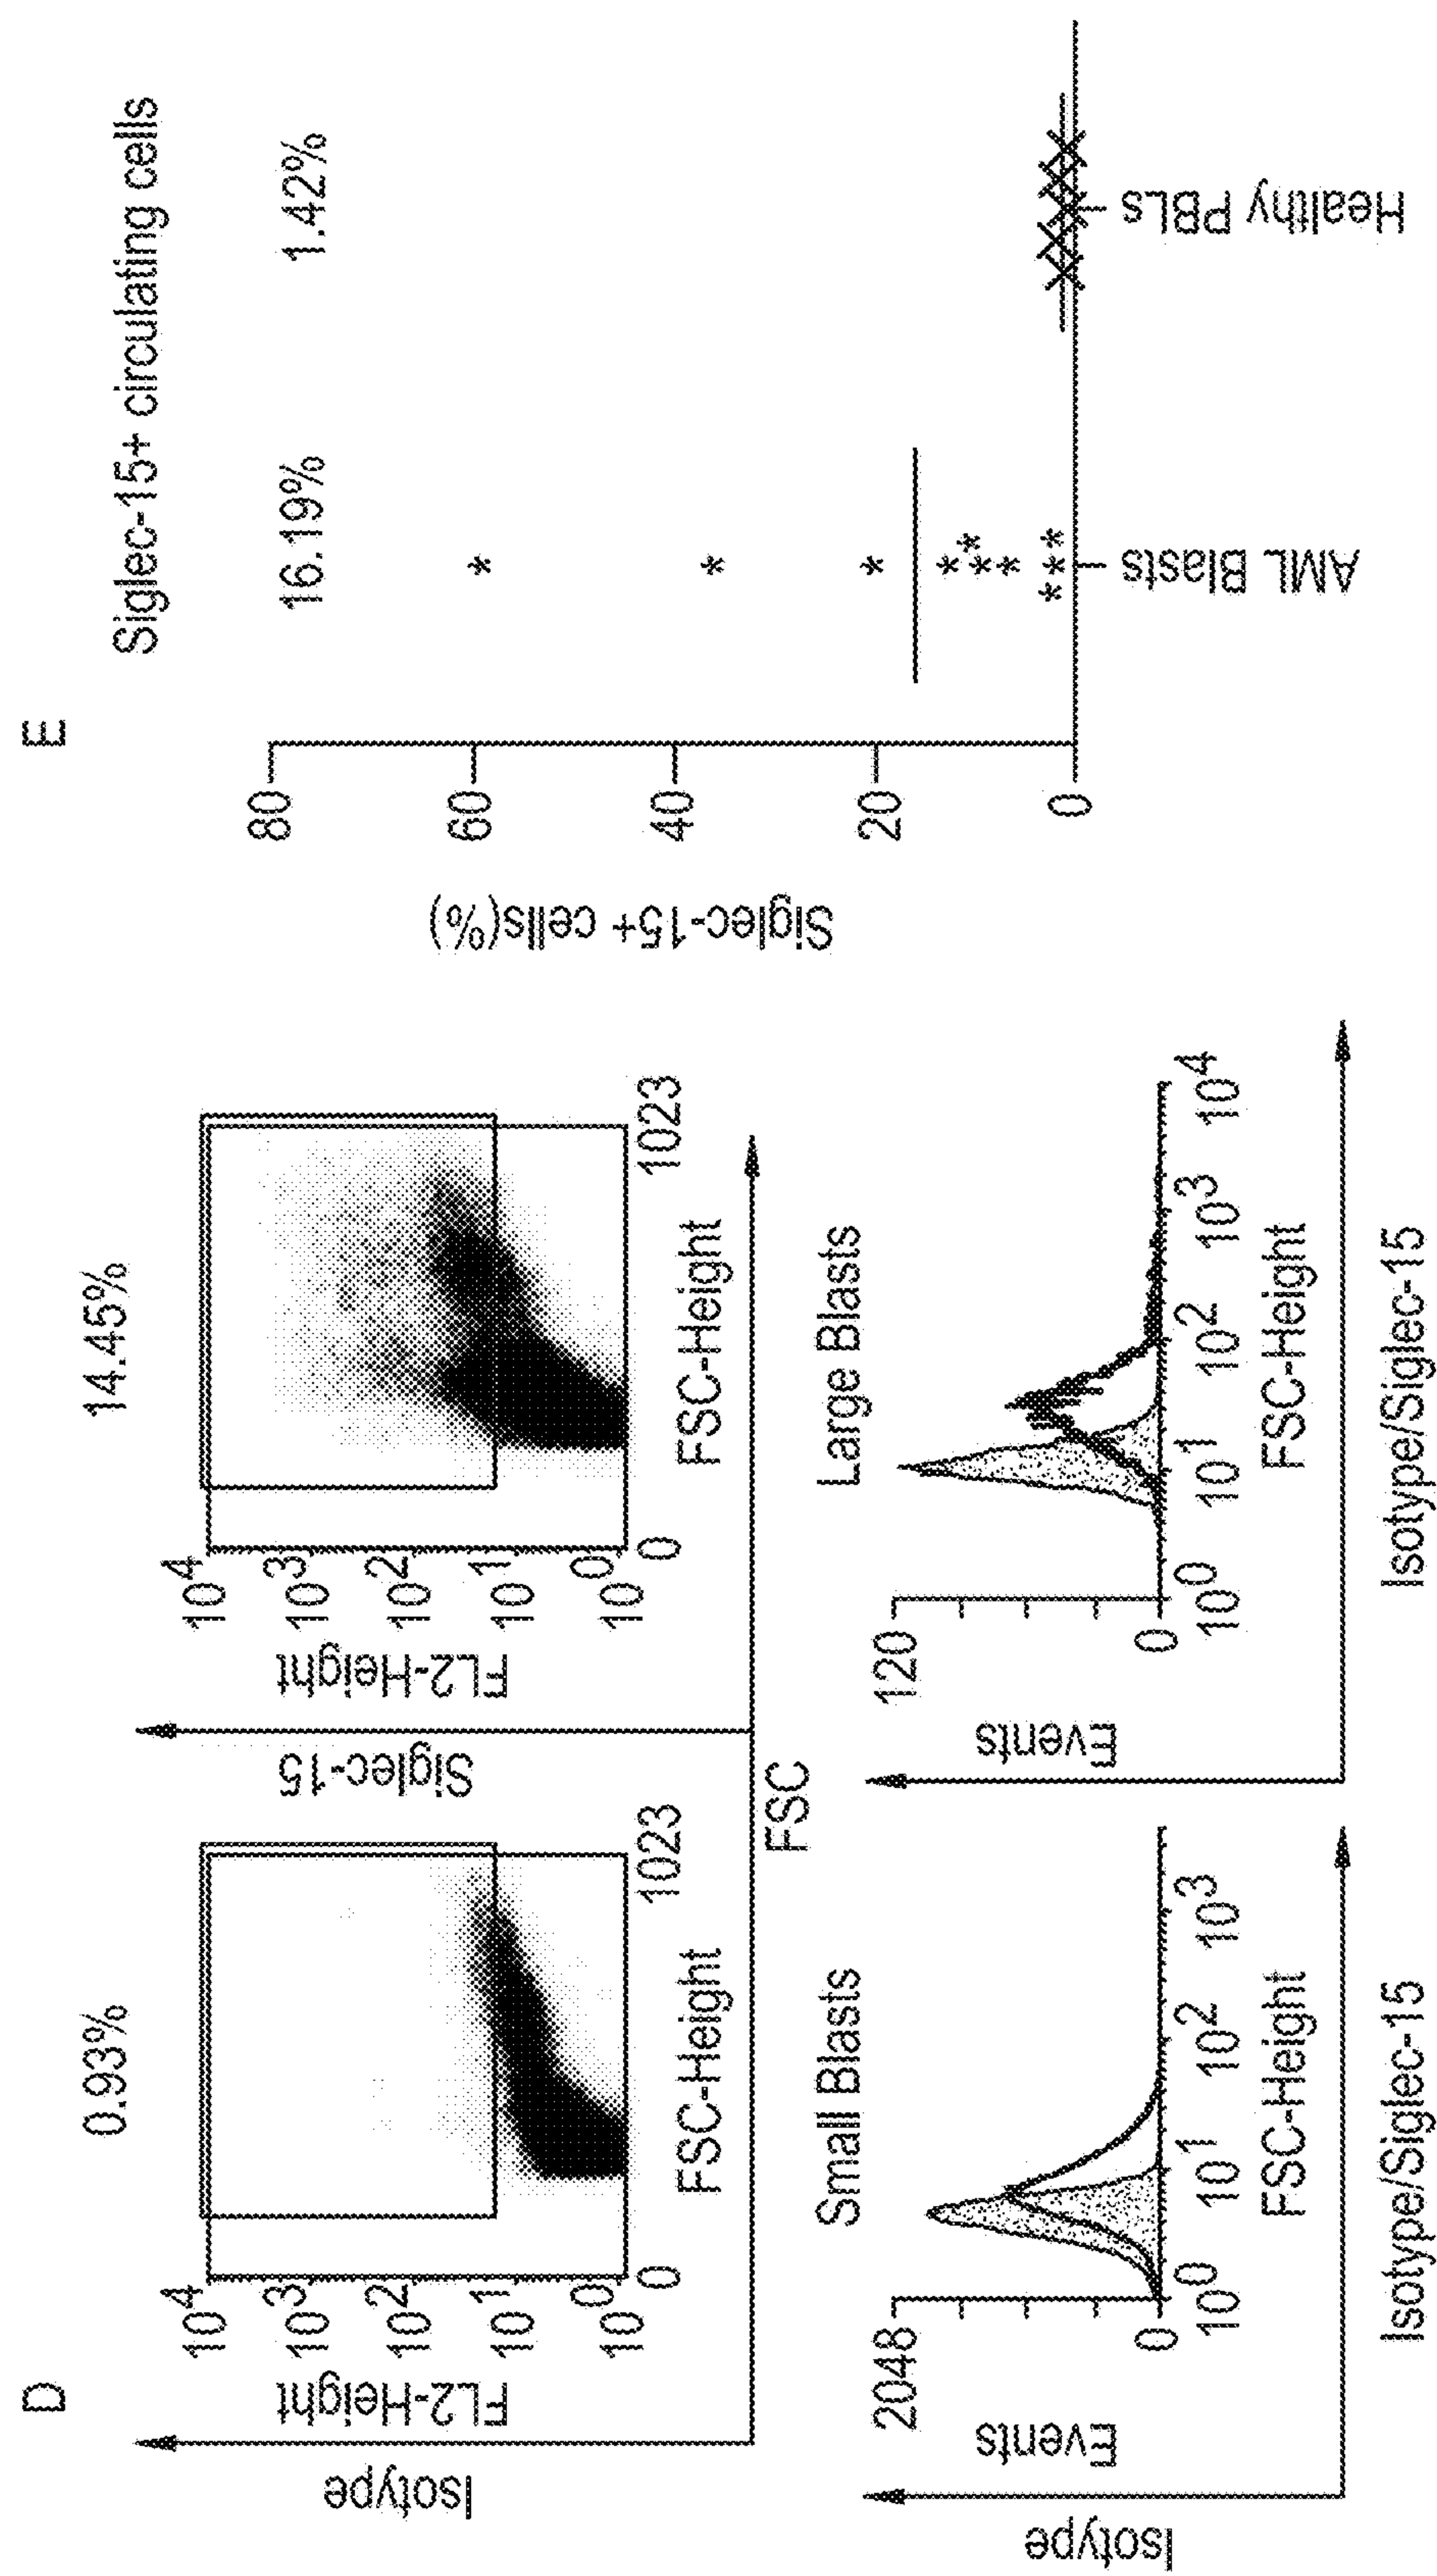 D
0.93%
14.45%
Isotype
FL2-Height
10^4
10^3
10^2
10^1
10^0
0
1023
FSC-Height
Siglec-15
FL2-Height
10^4
10^3
10^2
10^1
10^0
0
1023
FSC-Height
FSC
Small Blasts
Isotype
Events
2048
0
10^0
10^1
10^2
10^3
FSC-Height
Isotype/Siglec-15
Large Blasts
Events
120
0
10^0
10^1
10^2
10^3
10^4
FSC-Height
Isotype/Siglec-15
E
Siglec-15+ circulating cells
16.19%
1.42%
Siglec-15+ cells(%)
80
60
40
20
0
AML Blasts
Healthy PBLs